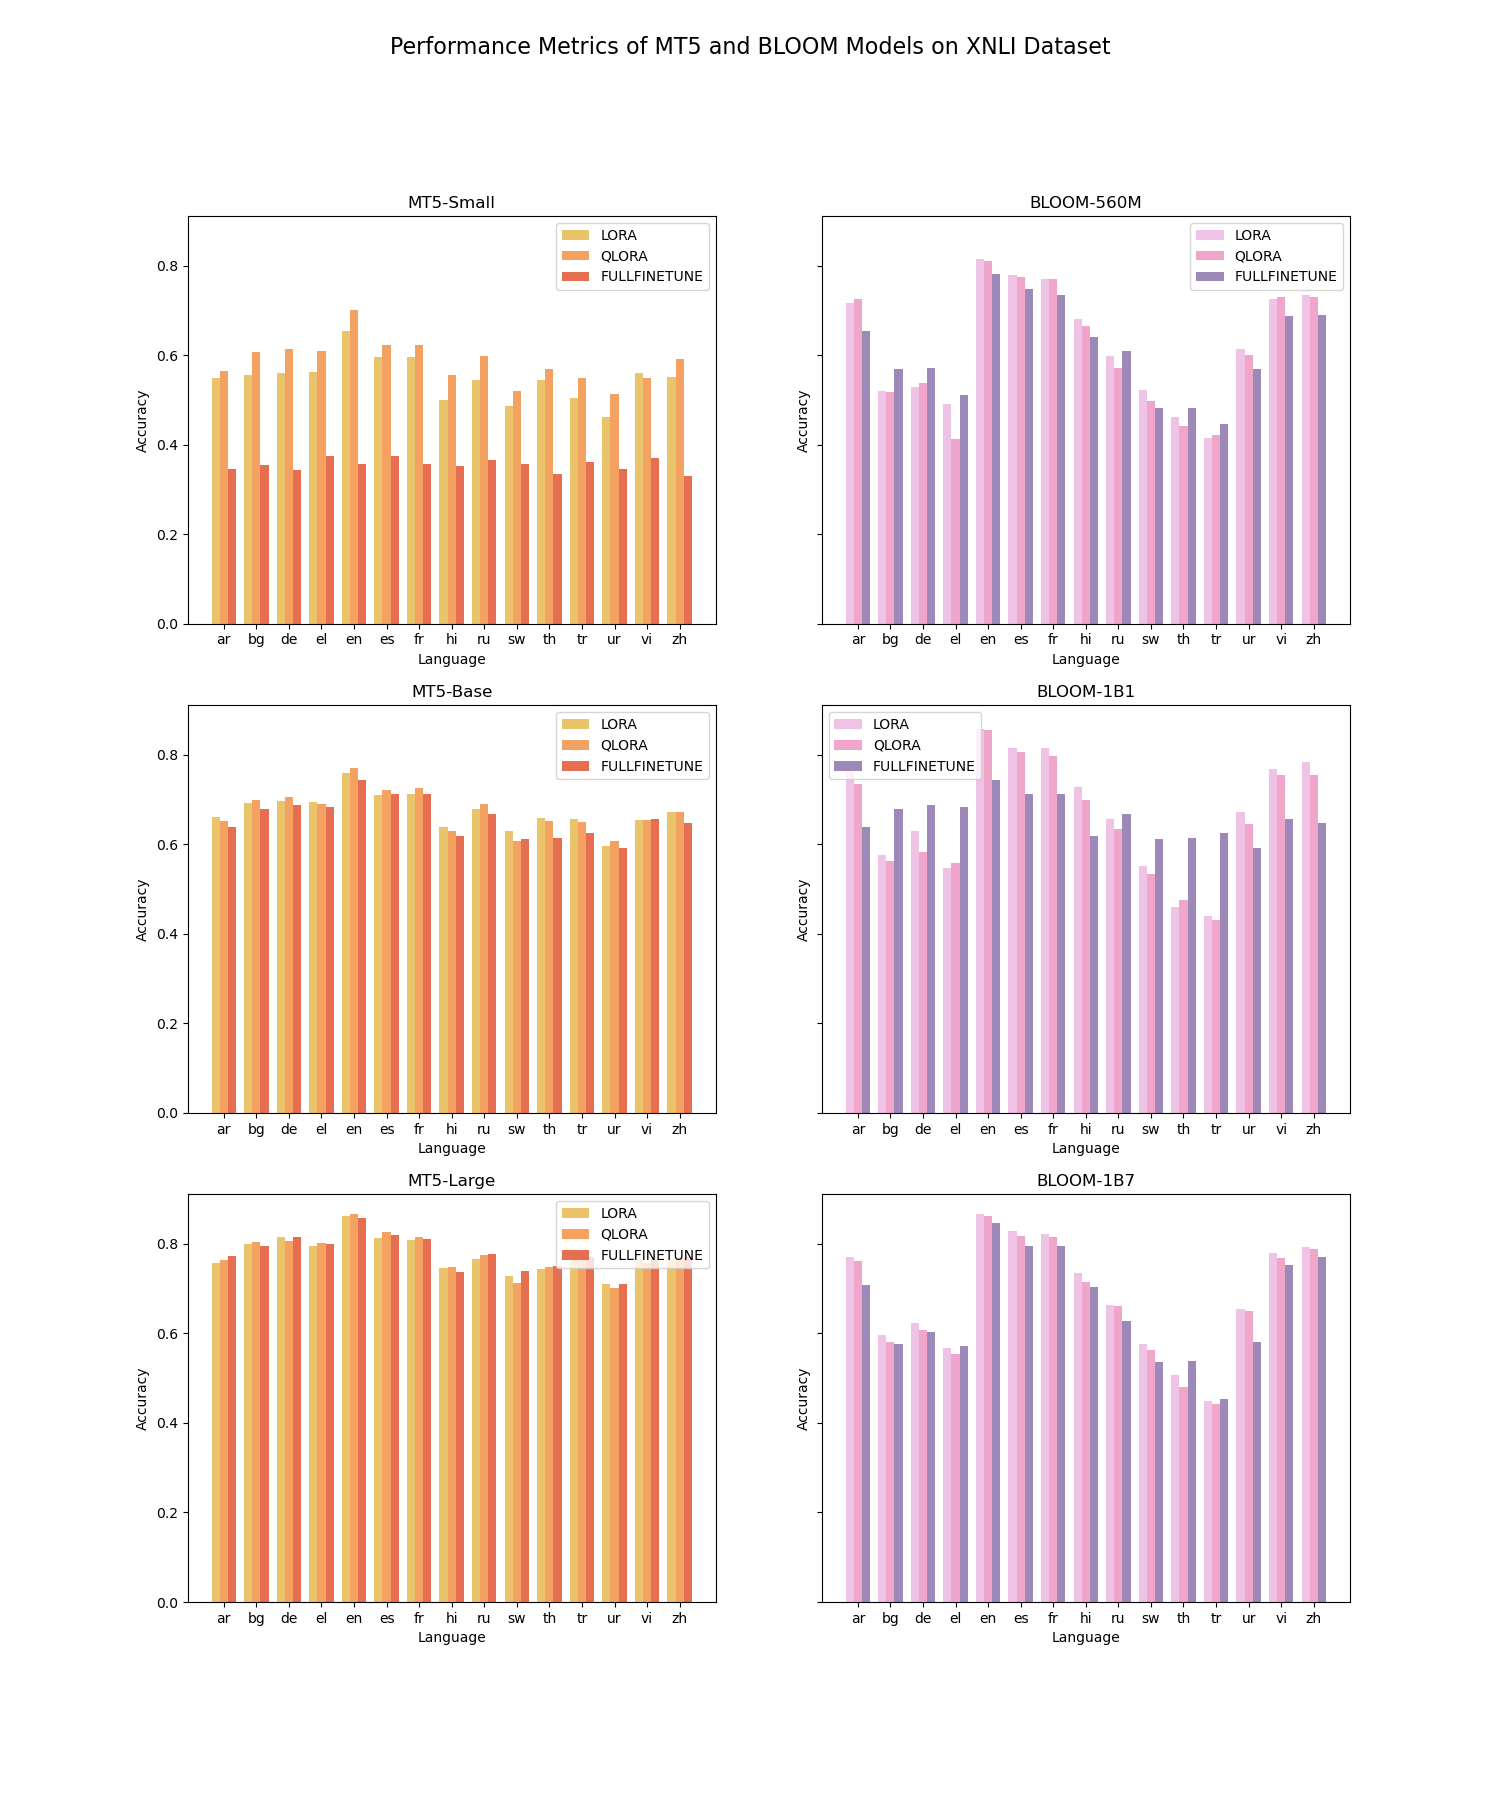 Performance Metrics of MT5 and BLOOM Models on XNLI Dataset
MT5-Small
LORA
QLORA
FULLFINETUNE
0.8
0.6
0.4
0.2
0.0
Accuracy
ar bg de el en es fr hi ru sw th tr ur vi zh
Language
BLOOM-560M
LORA
QLORA
FULLFINETUNE
Accuracy
ar bg de el en es fr hi ru sw th tr ur vi zh
Language
MT5-Base
LORA
QLORA
FULLFINETUNE
0.8
0.6
0.4
0.2
0.0
Accuracy
ar bg de el en es fr hi ru sw th tr ur vi zh
Language
BLOOM-1B1
LORA
QLORA
FULLFINETUNE
Accuracy
ar bg de el en es fr hi ru sw th tr ur vi zh
Language
MT5-Large
LORA
QLORA
FULLFINETUNE
0.8
0.6
0.4
0.2
0.0
Accuracy
ar bg de el en es fr hi ru sw th tr ur vi zh
Language
BLOOM-1B7
Accuracy
ar bg de el en es fr hi ru sw th tr ur vi zh
Language